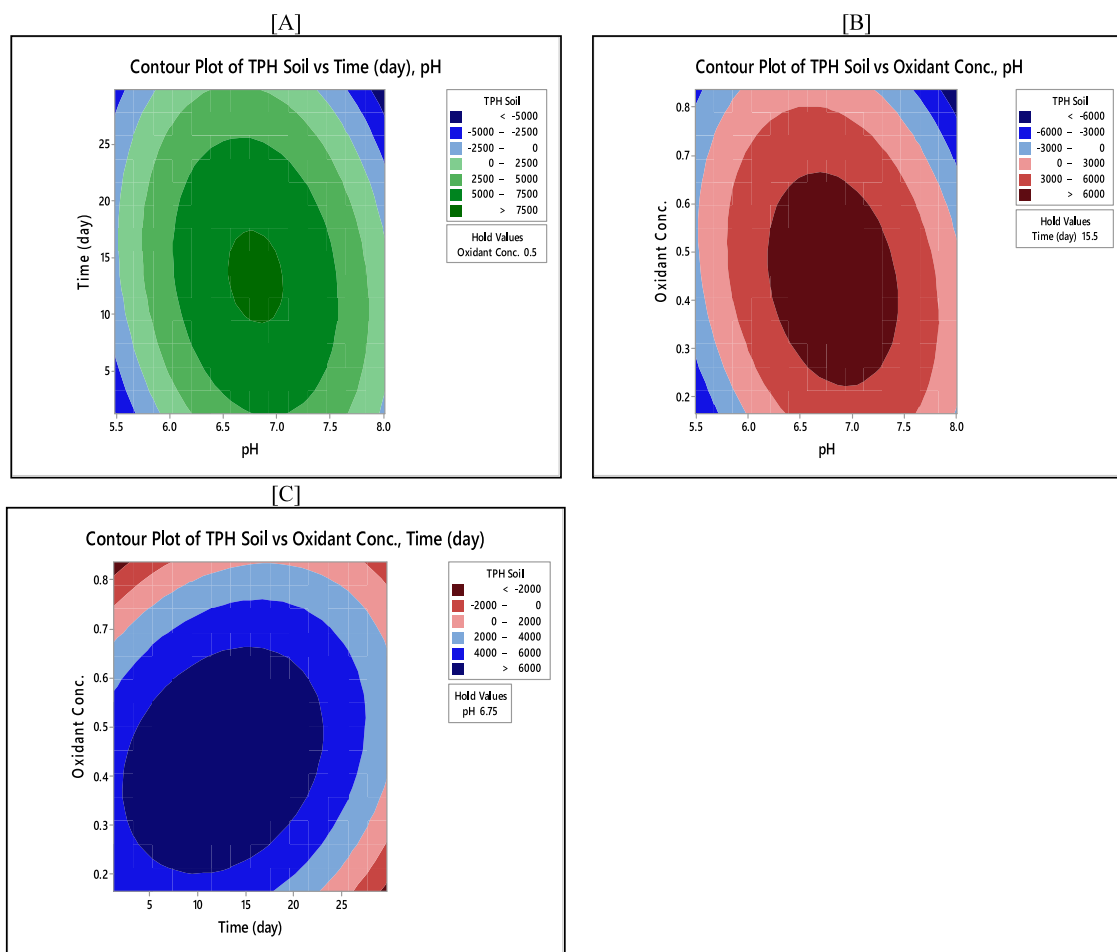 [A]
Contour Plot of TPH Soil vs Time (day), pH
TPH Soil
< -5000
-5000 – -2500
-2500 – 0
0 – 2500
2500 – 5000
5000 – 7500
> 7500
Hold Values
Oxidant Conc. 0.5
Time (day)
25
20
15
10
5
5.5 6.0 6.5 7.0 7.5 8.0
pH
[B]
Contour Plot of TPH Soil vs Oxidant Conc., pH
TPH Soil
< -6000
-6000 – -3000
-3000 – 0
0 – 3000
3000 – 6000
> 6000
Hold Values
Time (day) 15.5
Oxidant Conc.
0.8
0.7
0.6
0.5
0.4
0.3
0.2
5.5 6.0 6.5 7.0 7.5 8.0
pH
[C]
Contour Plot of TPH Soil vs Oxidant Conc., Time (day)
TPH Soil
< -2000
-2000 – 0
0 – 2000
2000 – 4000
4000 – 6000
> 6000
Hold Values
pH 6.75
Oxidant Conc.
0.8
0.7
0.6
0.5
0.4
0.3
0.2
5 10 15 20 25
Time (day)